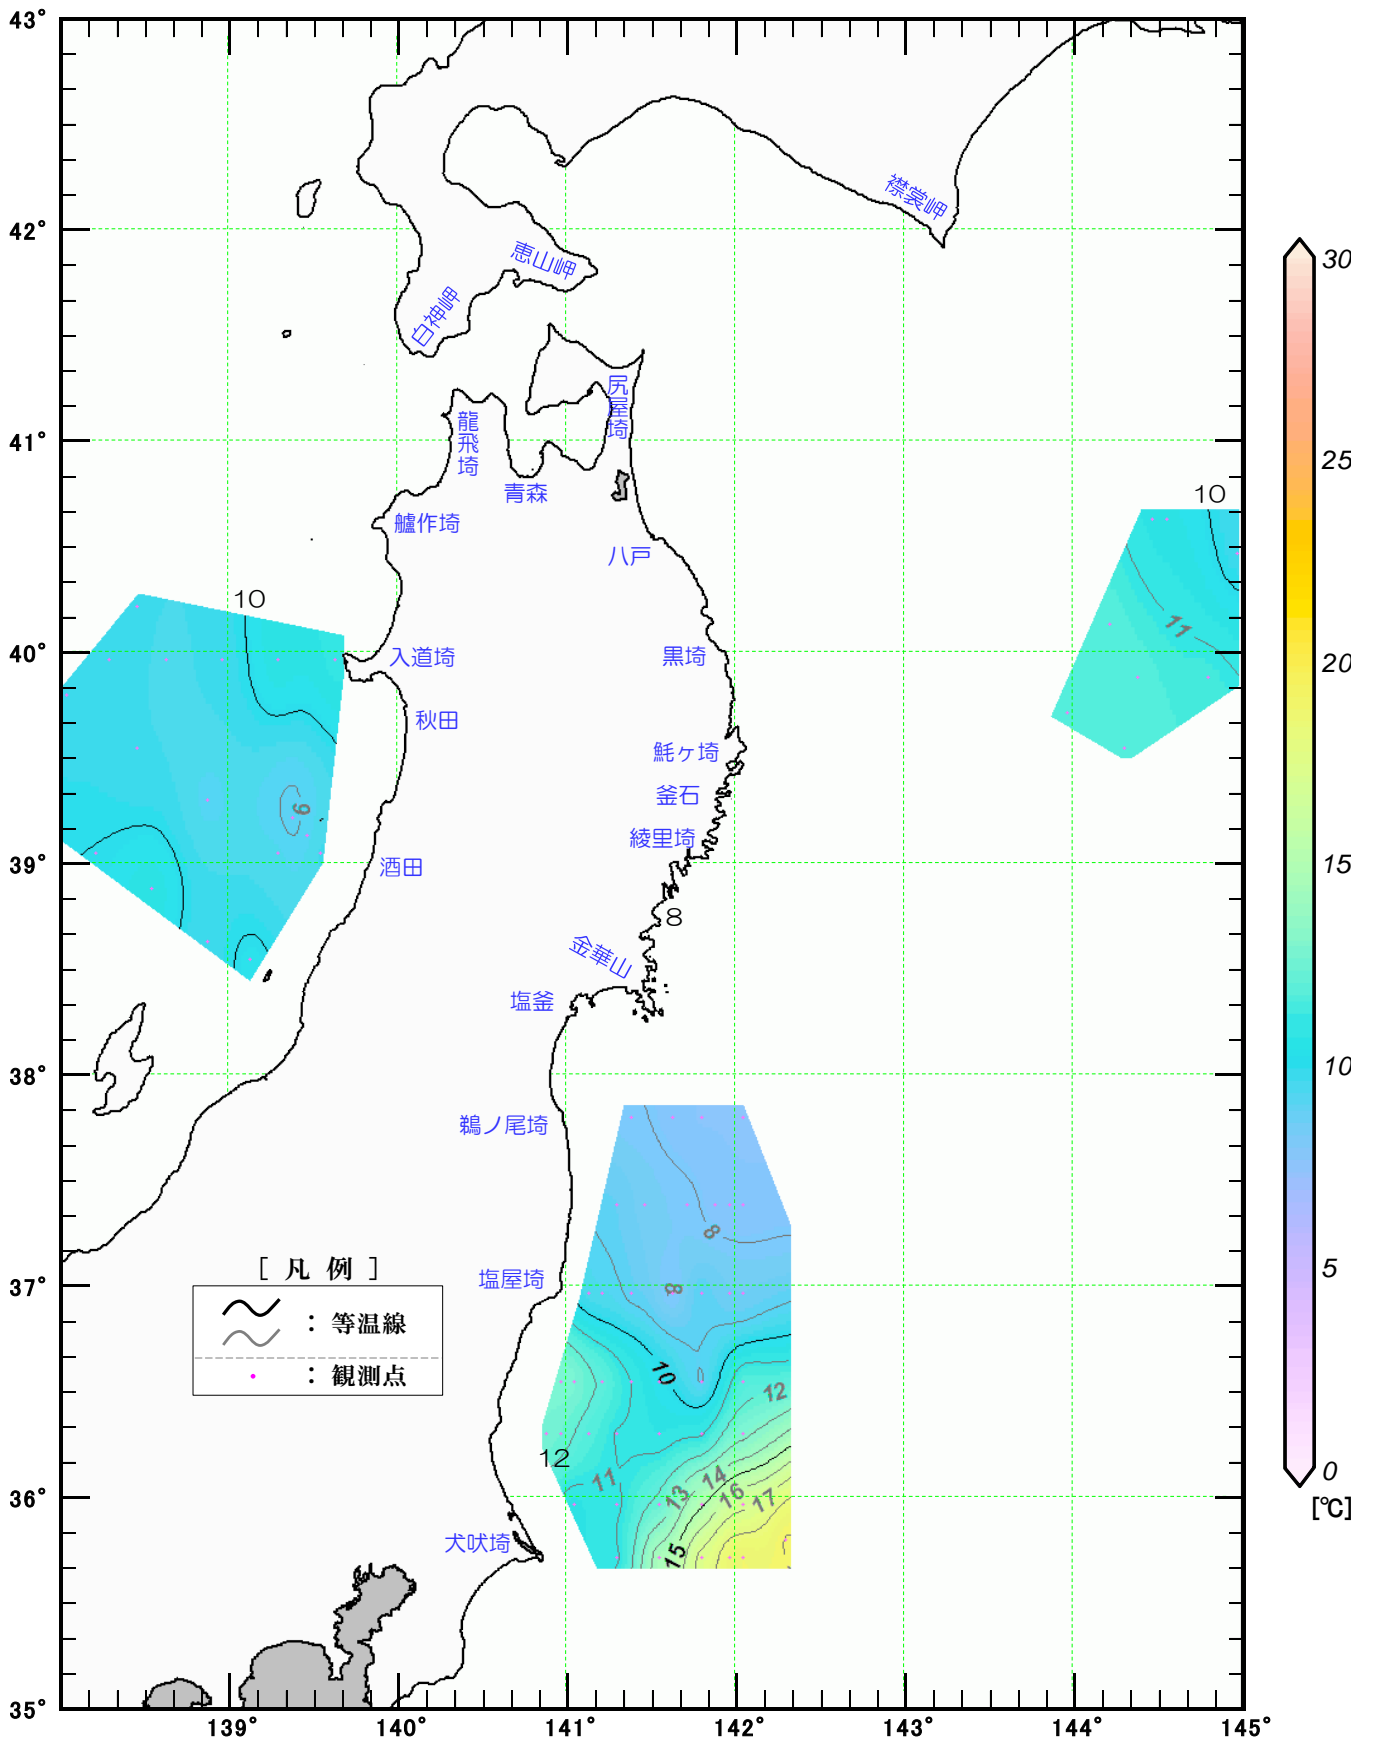 43°
42°
41°
40°
39°
38°
37°
36°
35°
139°
140°
141°
142°
143°
144°
145°
襟裳岬
恵山岬
白神岬
尻屋埼
龍飛埼
青森
艫作埼
八戸
入道埼
黒埼
秋田
魹ヶ埼
釜石
綾里埼
酒田
金華山
塩釜
鵜ノ尾埼
塩屋埼
犬吠埼
10
10
11
9
8
8
8
10
12
12
11
13
14
16
17
15
[ 凡 例 ]
：等温線
：観測点
30
25
20
15
10
5
0
[℃]